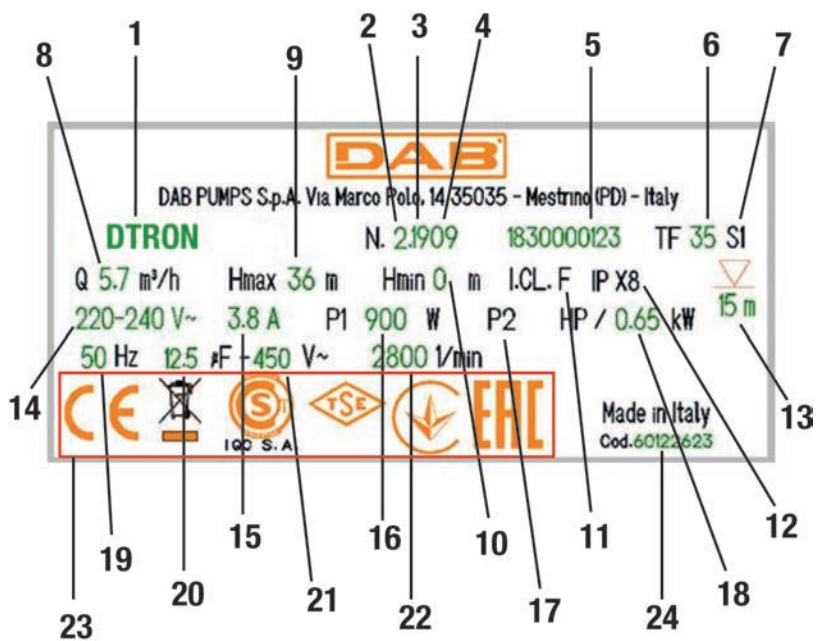 1 2 3 4 5 6 7
8 9
DAB
DAB PUMPS S.p.A. Via Marco Polo, 14 35035 - Mestrino (PD) - Italy
DTRON N. 2.1909 1830000123 TF 35 S1
Q 5.7 m³/h Hmax 36 m Hmin 0 m I.CL. F IP X8
220-240 V~ 3.8 A P1 900 W P2 HP / 0.65 kW 15 m
50 Hz 12.5 µF - 450 V~ 2800 1/min
14 13
CE S TSE EAC
IQC S.A.
Made in Italy
Cod.60122623
19 15 16 10 11 12
23 20 21 22 17 24 18